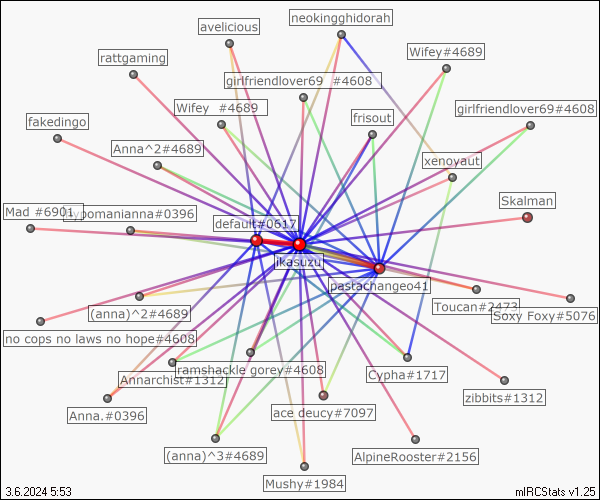 neokingghidorah
avelicious
Wifey#4689
rattgaming
girlfriendlover69 #4608
Wifey #4689
girlfriendlover69#4608
frisout
fakedingo
Anna^2#4689
xenoyaut
Skalman
Mad #6901
hypomanianna#0396
default#0617
ikasuzu
pastachangeo41
(anna)^2#4689
Toucan#2473
Soxy Foxy#5076
no cops no laws no hope#4608
ramshackle gorey#4608
Annarchist#1312
Cypha#1717
zibbits#1312
Anna.#0396
ace deucy#7097
(anna)^3#4689
AlpineRooster#2156
Mushy#1984
3.6.2024 5:53
mIRCStats v1.25